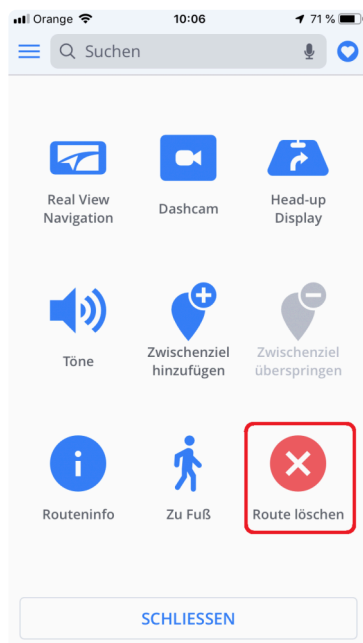 Orange 10:06 71 %
Suchen
Real View
Navigation
Dashcam
Head-up
Display
Töne
Zwischenziel
hinzufügen
Zwischenziel
überspringen
Routeninfo
Zu Fuß
Route löschen
SCHLIESSEN